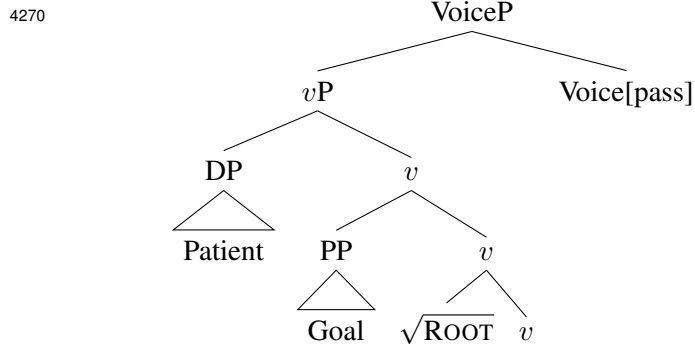 4270
VoiceP
vP Voice[pass]
DP v
Patient PP v
Goal √ROOT v